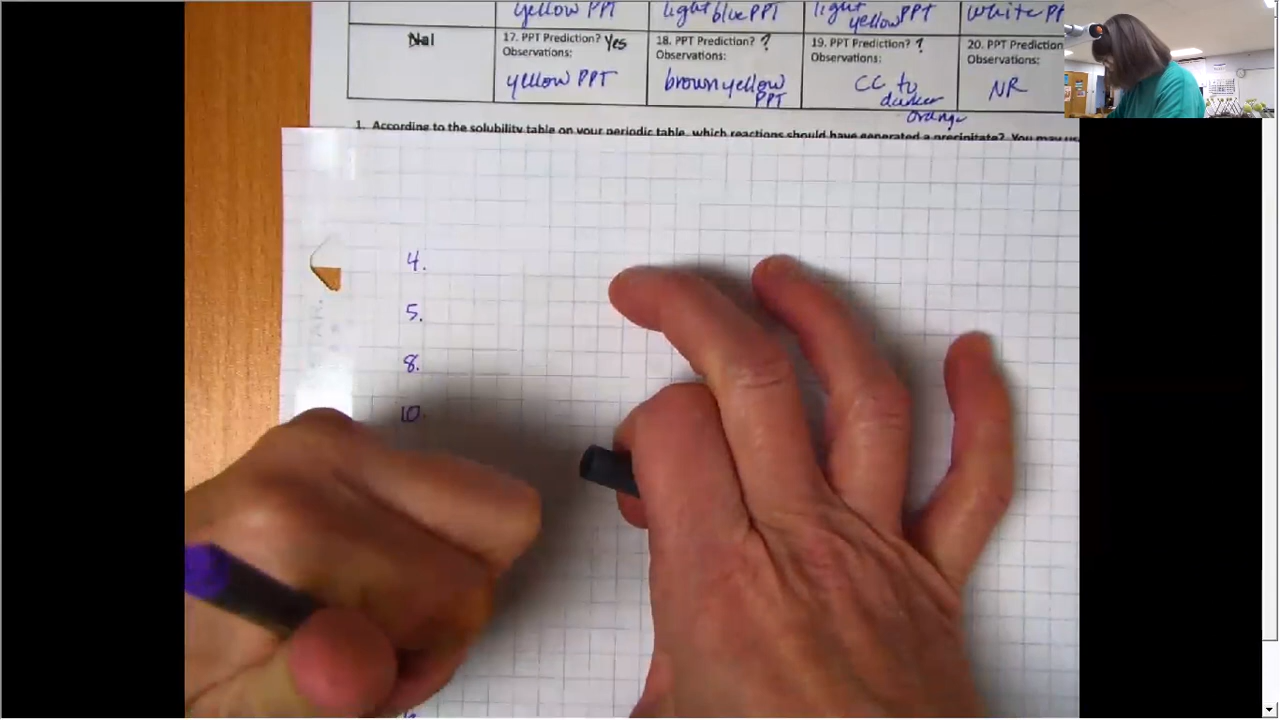 yellow PPT
light blue PPT
light yellow PPT
white PP
NaI
17. PPT Prediction? Yes
Observations:
yellow PPT
18. PPT Prediction? ?
Observations:
brown yellow PPT
19. PPT Prediction? ?
Observations:
CC to
darker
orange
20. PPT Prediction
Observations:
NR
1. According to the solubility table on your periodic table, which reactions should have generated a precipitate? You may us
4.
5.
8.
10.